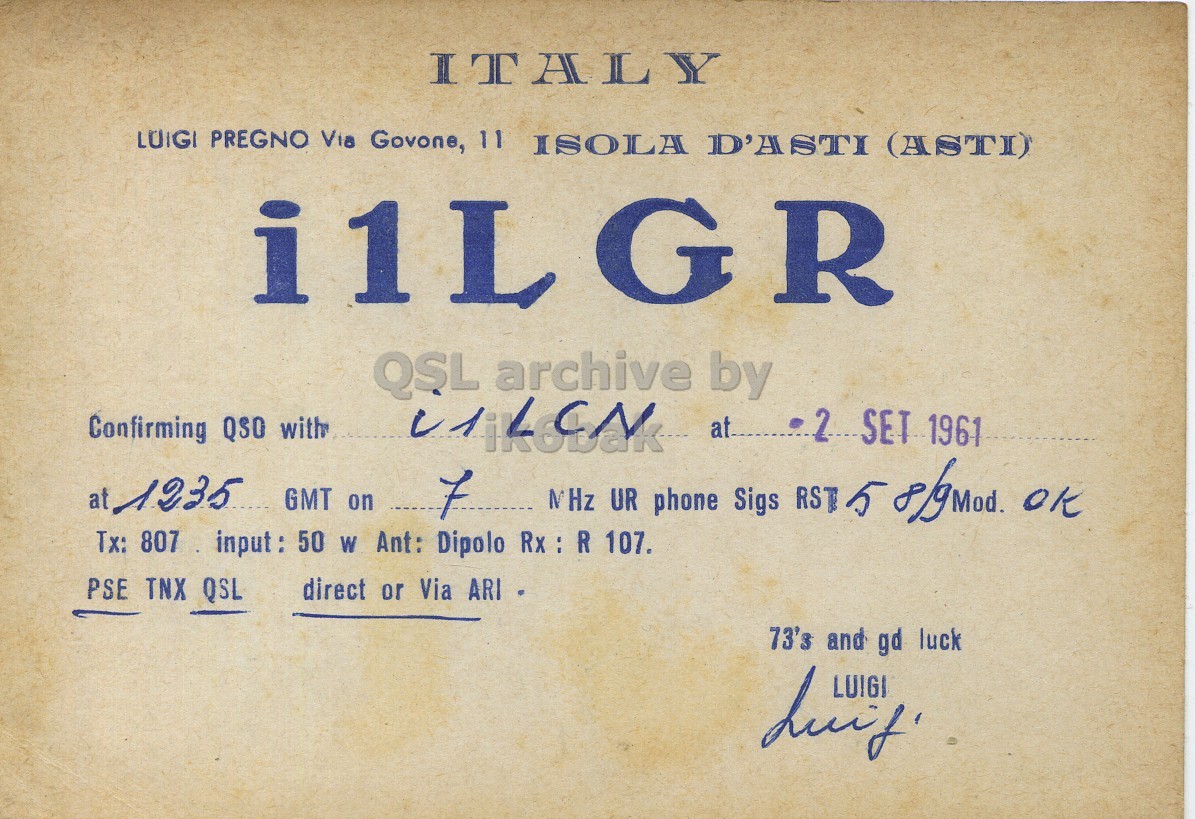 ITALY
LUIGI PREGNO Via Govone, 11 ISOLA D'ASTI (ASTI)
i1LGR
QSL archive by
ik6bak
Confirming QSO with i1LCN at -2 SET 1961
at 1235 GMT on 7 MHz UR phone Sigs RST 5 8/9 Mod. OK
Tx: 807 . input: 50 w Ant: Dipolo Rx: R 107.
PSE TNX QSL direct or Via ARI -
73's and gd luck
LUIGI
Luigi